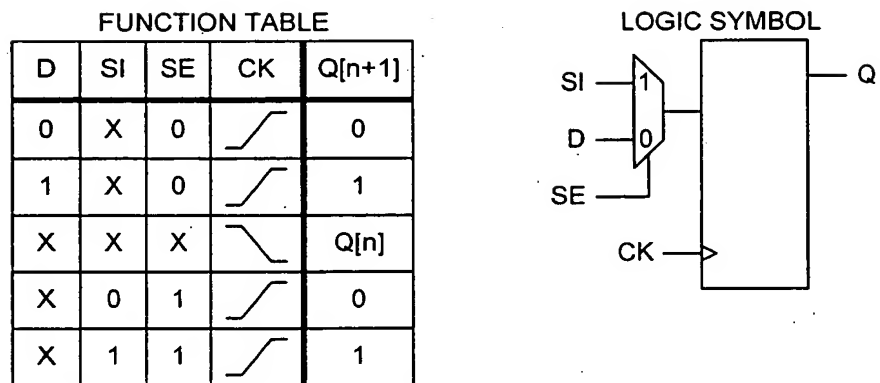 FUNCTION TABLE
D SI SE CK Q[n+1]
0 X 0 0
1 X 0 1
X X X Q[n]
X 0 1 0
X 1 1 1
LOGIC SYMBOL
SI 1
D 0
SE
CK
Q